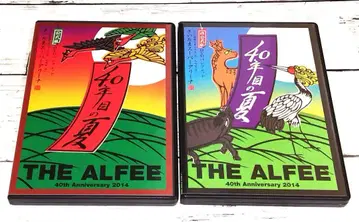 40年目の夏
THE ALFEE
40th Anniversary 2014
40年目の夏
THE ALFEE
40th Anniversary 2014